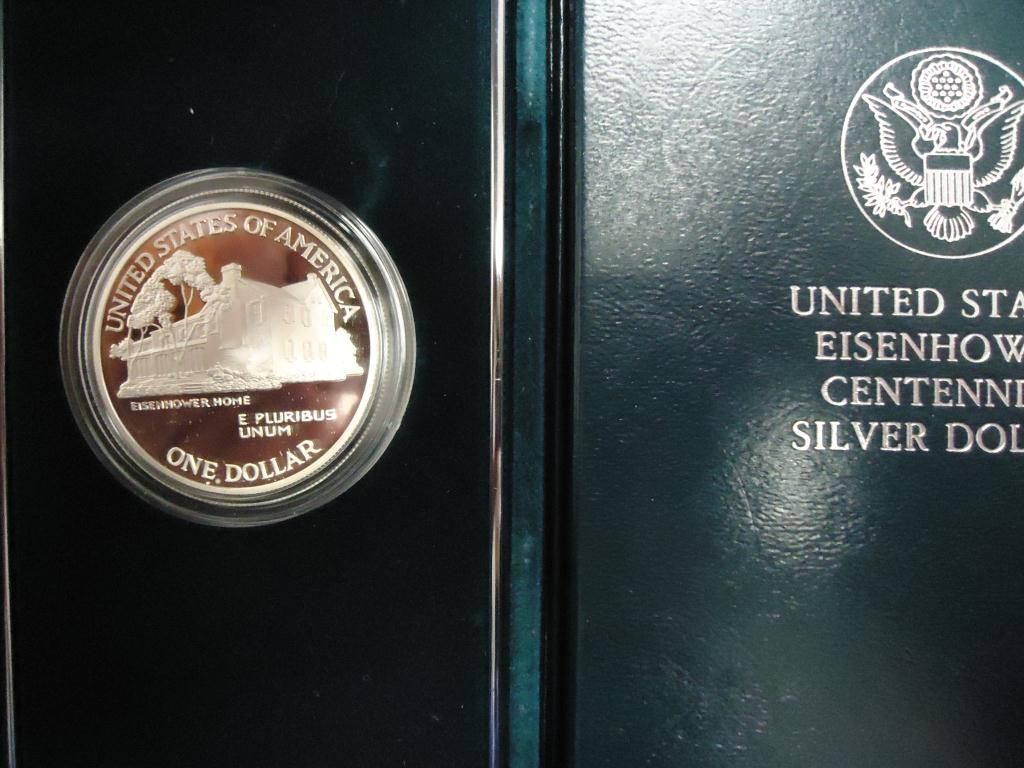 UNITED STATES OF AMERICA
EISENHOWER HOME
E PLURIBUS
UNUM
ONE DOLLAR
UNITED STA
EISENHOW
CENTENNI
SILVER DOL